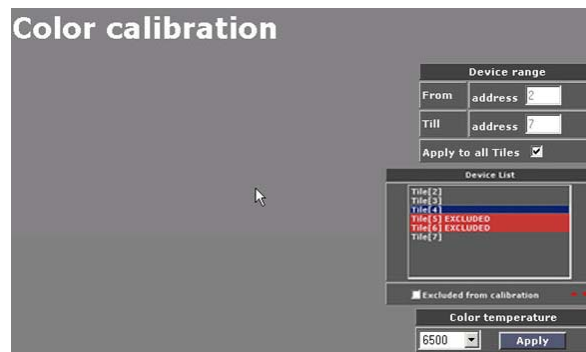 Color calibration
Device range
From address 2
Till address 7
Apply to all Tiles
Device List
Tile[2]
Tile[3]
Tile[4]
Tile[5] EXCLUDED
Tile[6] EXCLUDED
Tile[7]
Excluded from calibration
Color temperature
6500 Apply